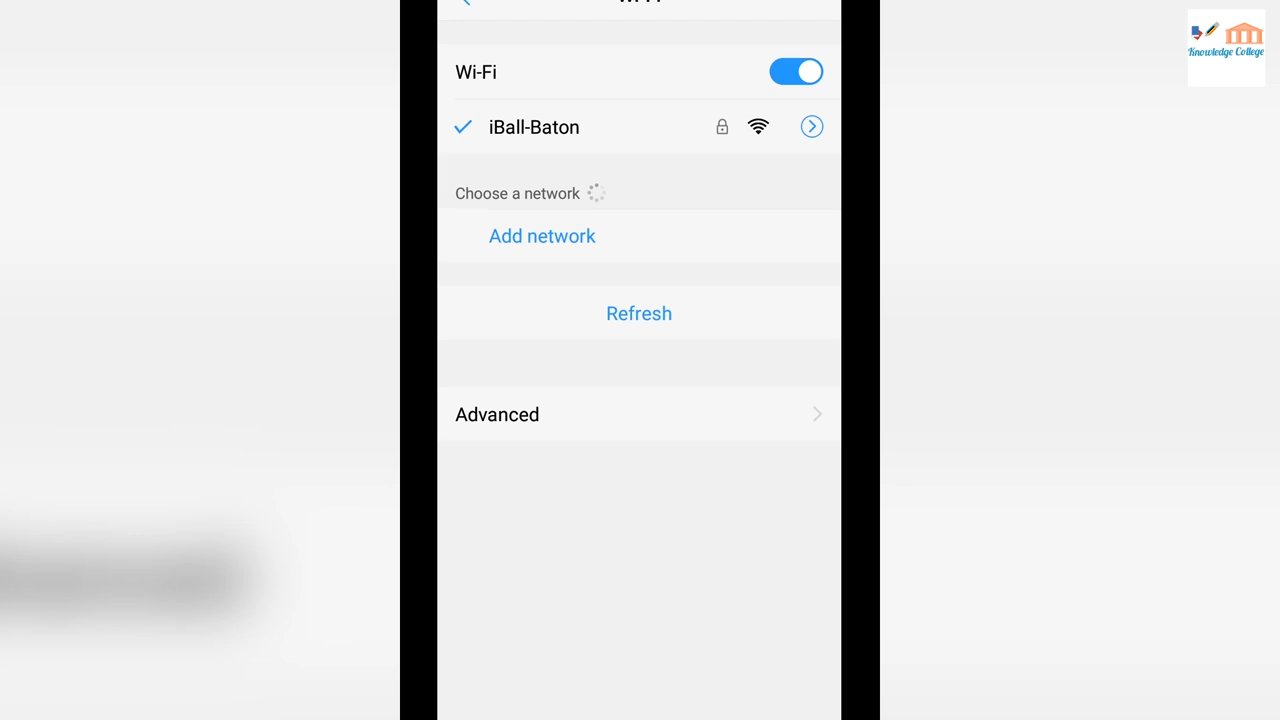 Wi-Fi
iBall-Baton
Choose a network
Add network
Refresh
Advanced
Knowledge College